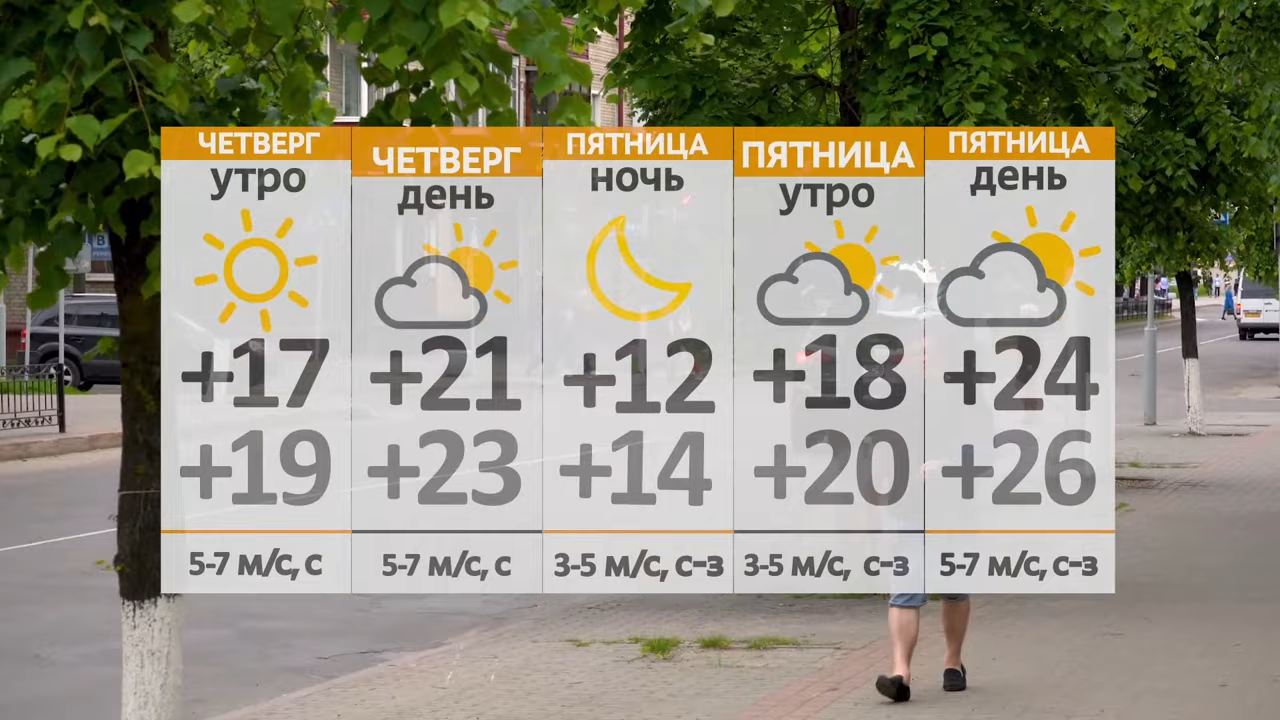 ЧЕТВЕРГ
утро
+17
+19
5-7 м/с, с
ЧЕТВЕРГ
день
+21
+23
5-7 м/с, с
ПЯТНИЦА
ночь
+12
+14
3-5 м/с, с-з
ПЯТНИЦА
утро
+18
+20
3-5 м/с, с-з
ПЯТНИЦА
день
+24
+26
5-7 м/с, с-з